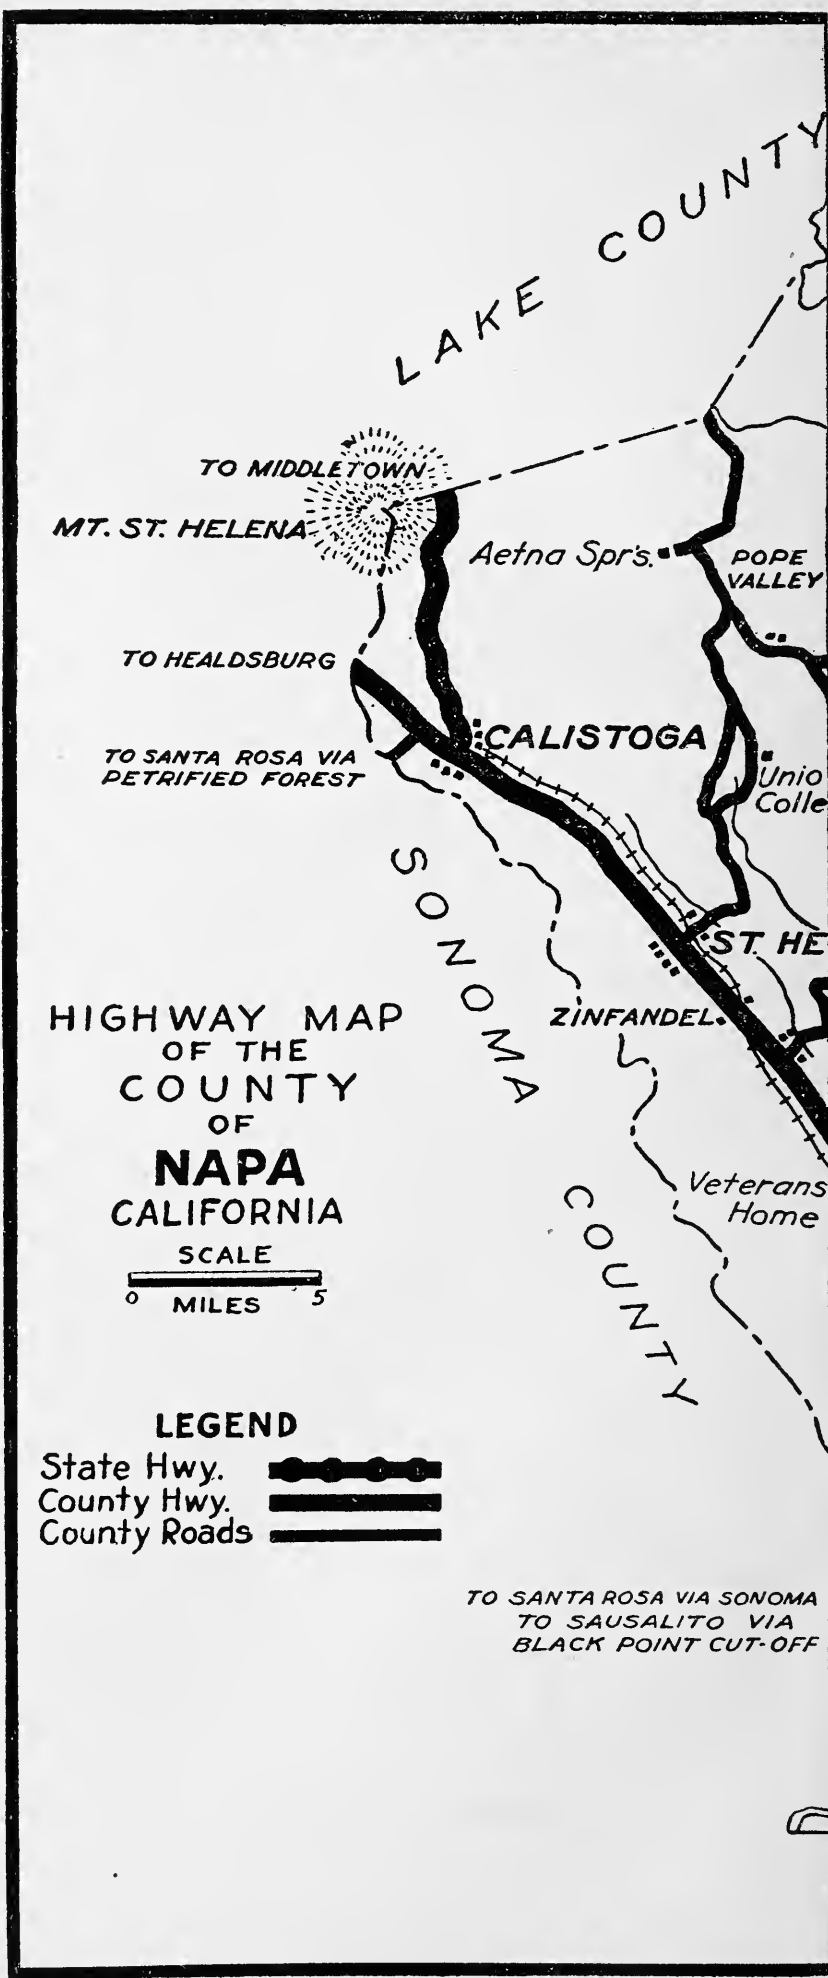 LAKE COUNTY
TO MIDDLETOWN
MT. ST. HELENA
Aetna Spr's.
POPE
VALLEY
TO HEALDSBURG
CALISTOGA
TO SANTA ROSA VIA
PETRIFIED FOREST
Unio
Colle
SONOMA COUNTY
ST. HE
ZINFANDEL
HIGHWAY MAP
OF THE
COUNTY
OF
NAPA
CALIFORNIA
SCALE
0 5
MILES
Veterans
Home
LEGEND
State Hwy.
County Hwy.
County Roads
TO SANTA ROSA VIA SONOMA
TO SAUSALITO VIA
BLACK POINT CUT-OFF